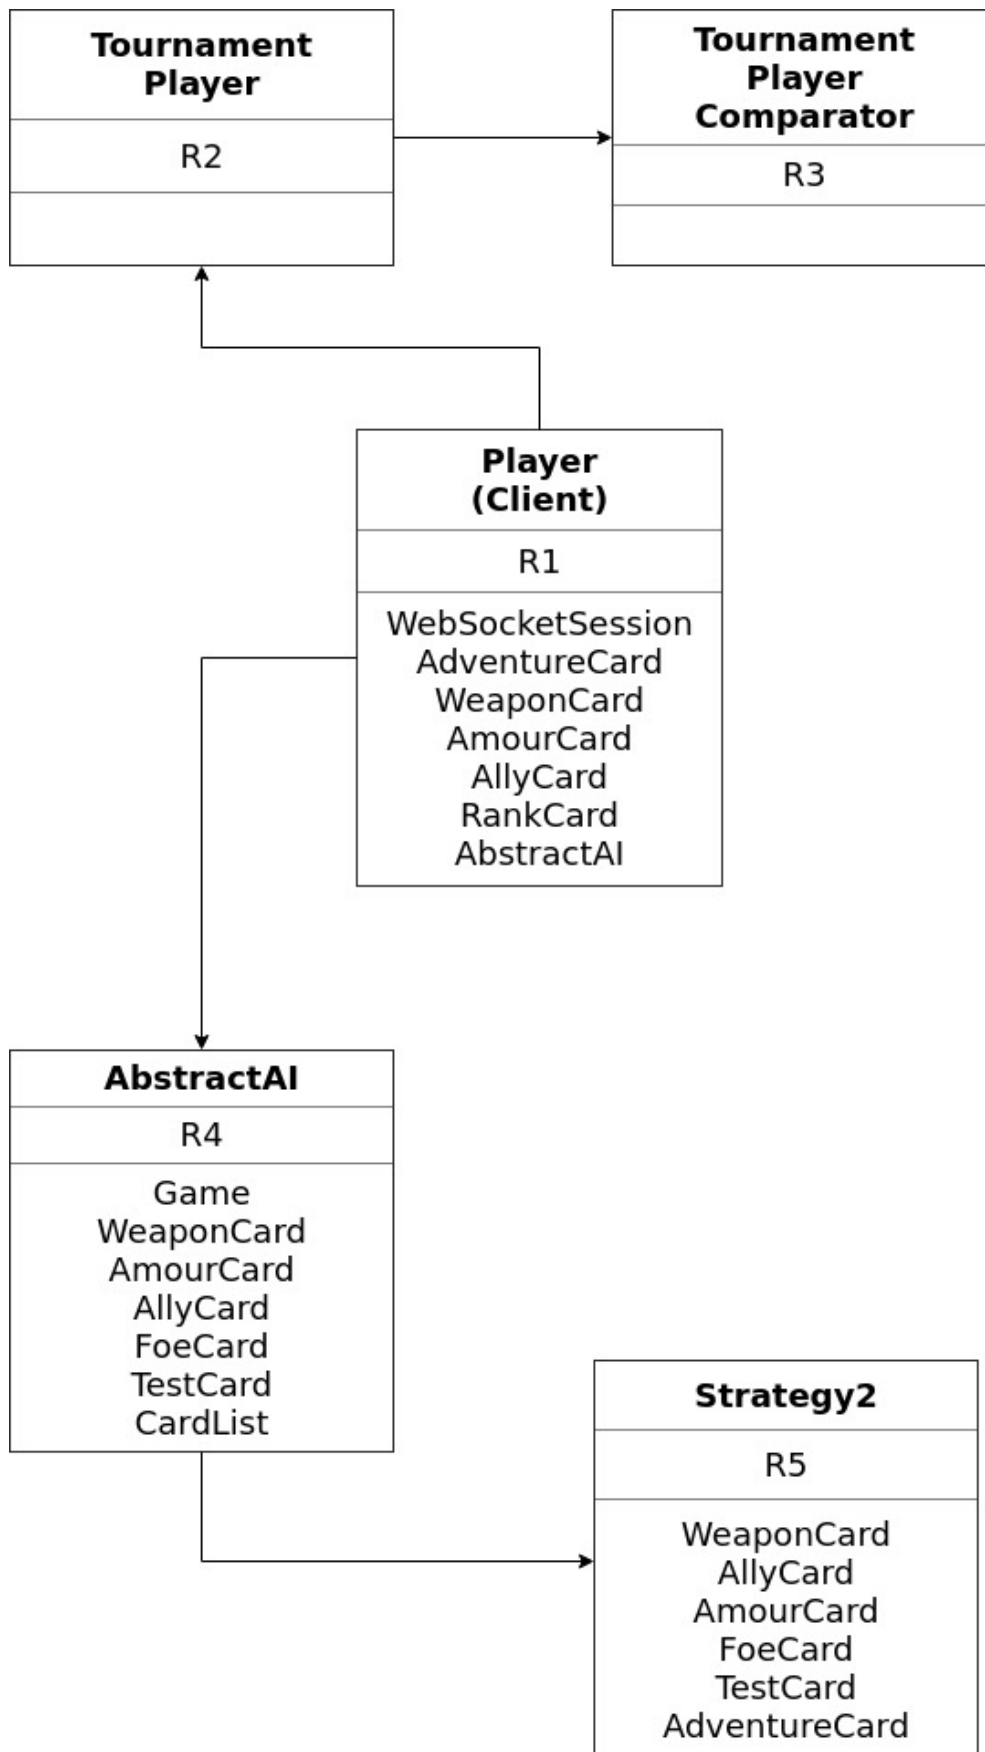 Tournament
Player
R2
Tournament
Player
Comparator
R3
Player
(Client)
R1
WebSocketSession
AdventureCard
WeaponCard
AmourCard
AllyCard
RankCard
AbstractAI
AbstractAI
R4
Game
WeaponCard
AmourCard
AllyCard
FoeCard
TestCard
CardList
Strategy2
R5
WeaponCard
AllyCard
AmourCard
FoeCard
TestCard
AdventureCard